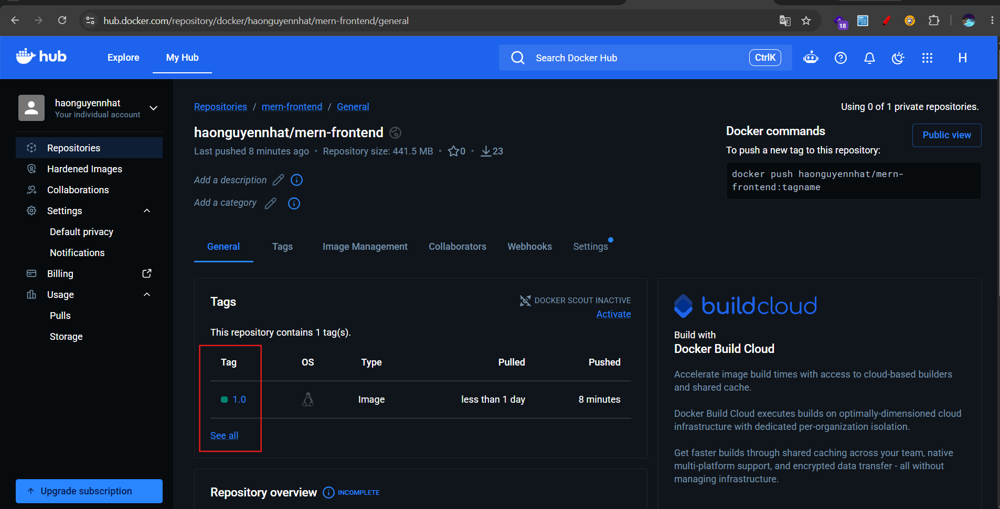 hub.docker.com/repository/docker/haonguyennhat/mern-frontend/general
18
hub
Explore
My Hub
Search Docker Hub
CtrlK
H
haonguyennhat
Your individual account
Repositories
Hardened Images
Collaborations
Settings
Default privacy
Notifications
Billing
Usage
Pulls
Storage
Upgrade subscription
Repositories / mern-frontend / General
Using 0 of 1 private repositories.
haonguyennhat/mern-frontend
Last pushed 8 minutes ago • Repository size: 441.5 MB • 0 • 23
Add a description
Add a category
Docker commands
Public view
To push a new tag to this repository:
docker push haonguyennhat/mern-
frontend:tagname
General
Tags
Image Management
Collaborators
Webhooks
Settings
Tags
DOCKER SCOUT INACTIVE
Activate
This repository contains 1 tag(s).
Tag OS Type Pulled Pushed
1.0 Image less than 1 day 8 minutes
See all
Repository overview INCOMPLETE
buildcloud
Build with
Docker Build Cloud
Accelerate image build times with access to cloud-based builders
and shared cache.
Docker Build Cloud executes builds on optimally-dimensioned cloud
infrastructure with dedicated per-organization isolation.
Get faster builds through shared caching across your team, native
multi-platform support, and encrypted data transfer - all without
managing infrastructure.